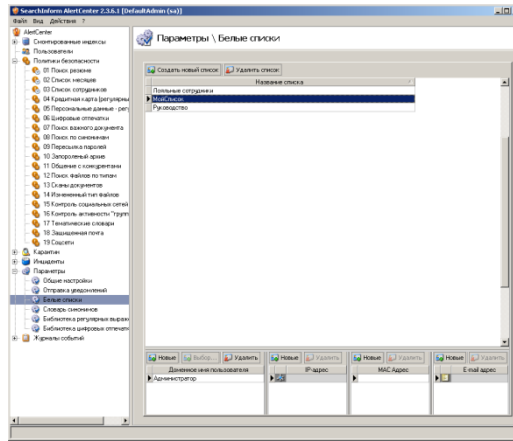 SearchInform AlertCenter 2.3.6.1 [DefaultAdmin (sa)]
Файл Вид Действия ?
AlertCenter
Смонтированные индексы
Пользователи
Политики безопасности
01 Поиск резюме
02 Список месяцев
03 Список сотрудников
04 Кредитная карта (регулярны
05 Персональные данные - рег
06 Цифровые отпечатки
07 Поиск важного документа
08 Поиск по синонимам
09 Пересылка паролей
10 Запароленный архив
11 Общение с конкурентами
12 Поиск файлов по типам
13 Сканы документов
14 Измененный тип файлов
15 Контроль социальных сетей
16 Контроль активности "групп
17 Тематические словари
18 Защищенная почта
19 Соцсети
Карантин
Инциденты
Параметры
Общие настройки
Отправка уведомлений
Белые списки
Словарь синонимов
Библиотека регулярных выраж
Библиотека цифровых отпечатк
Журналы событий
Параметры \ Белые списки
Создать новый список Удалить список
Название списка
Лояльные сотрудники
МойСписок
Руководство
Новые Выбор... Удалить Новые Удалить Новые Удалить Новые Удалить
Доменное имя пользователя IP-адрес MAC Адрес E-mail адрес
Администратор